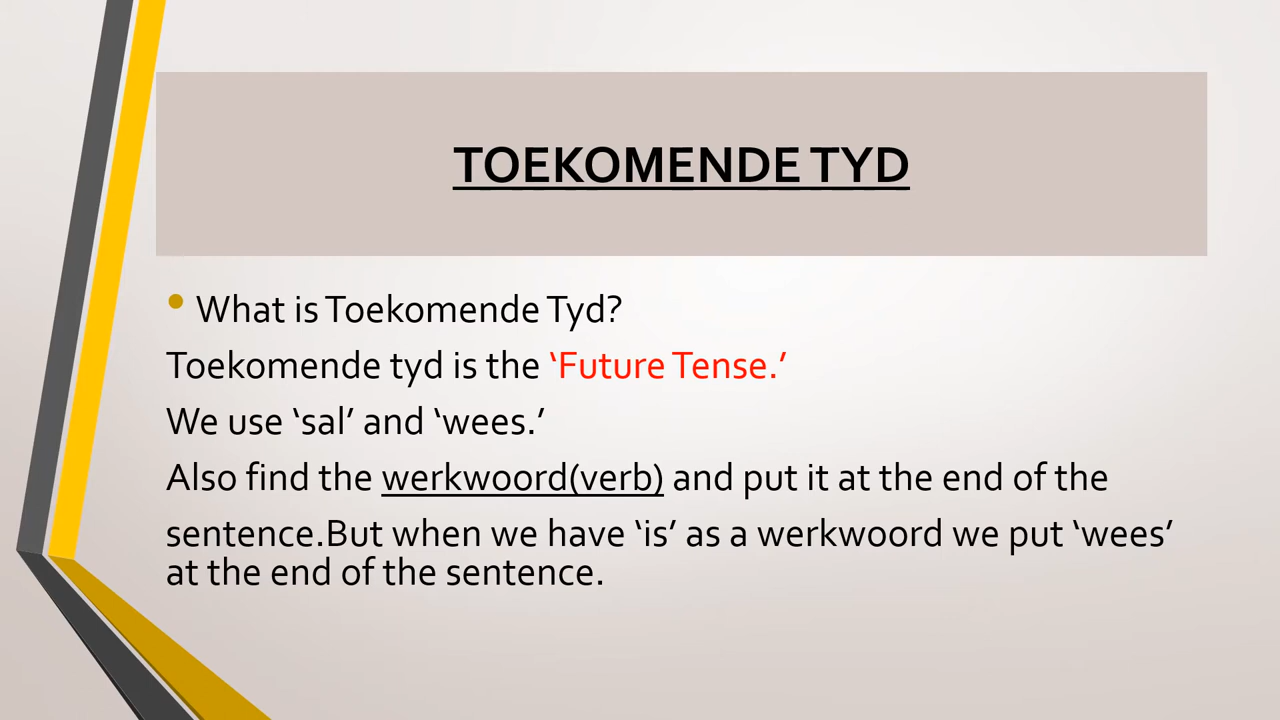 TOEKOMENDE TYD
What is Toekomende Tyd?
Toekomende tyd is the ‘Future Tense.’
We use ‘sal’ and ‘wees.’
Also find the werkwoord(verb) and put it at the end of the
sentence.But when we have ‘is’ as a werkwoord we put ‘wees’
at the end of the sentence.